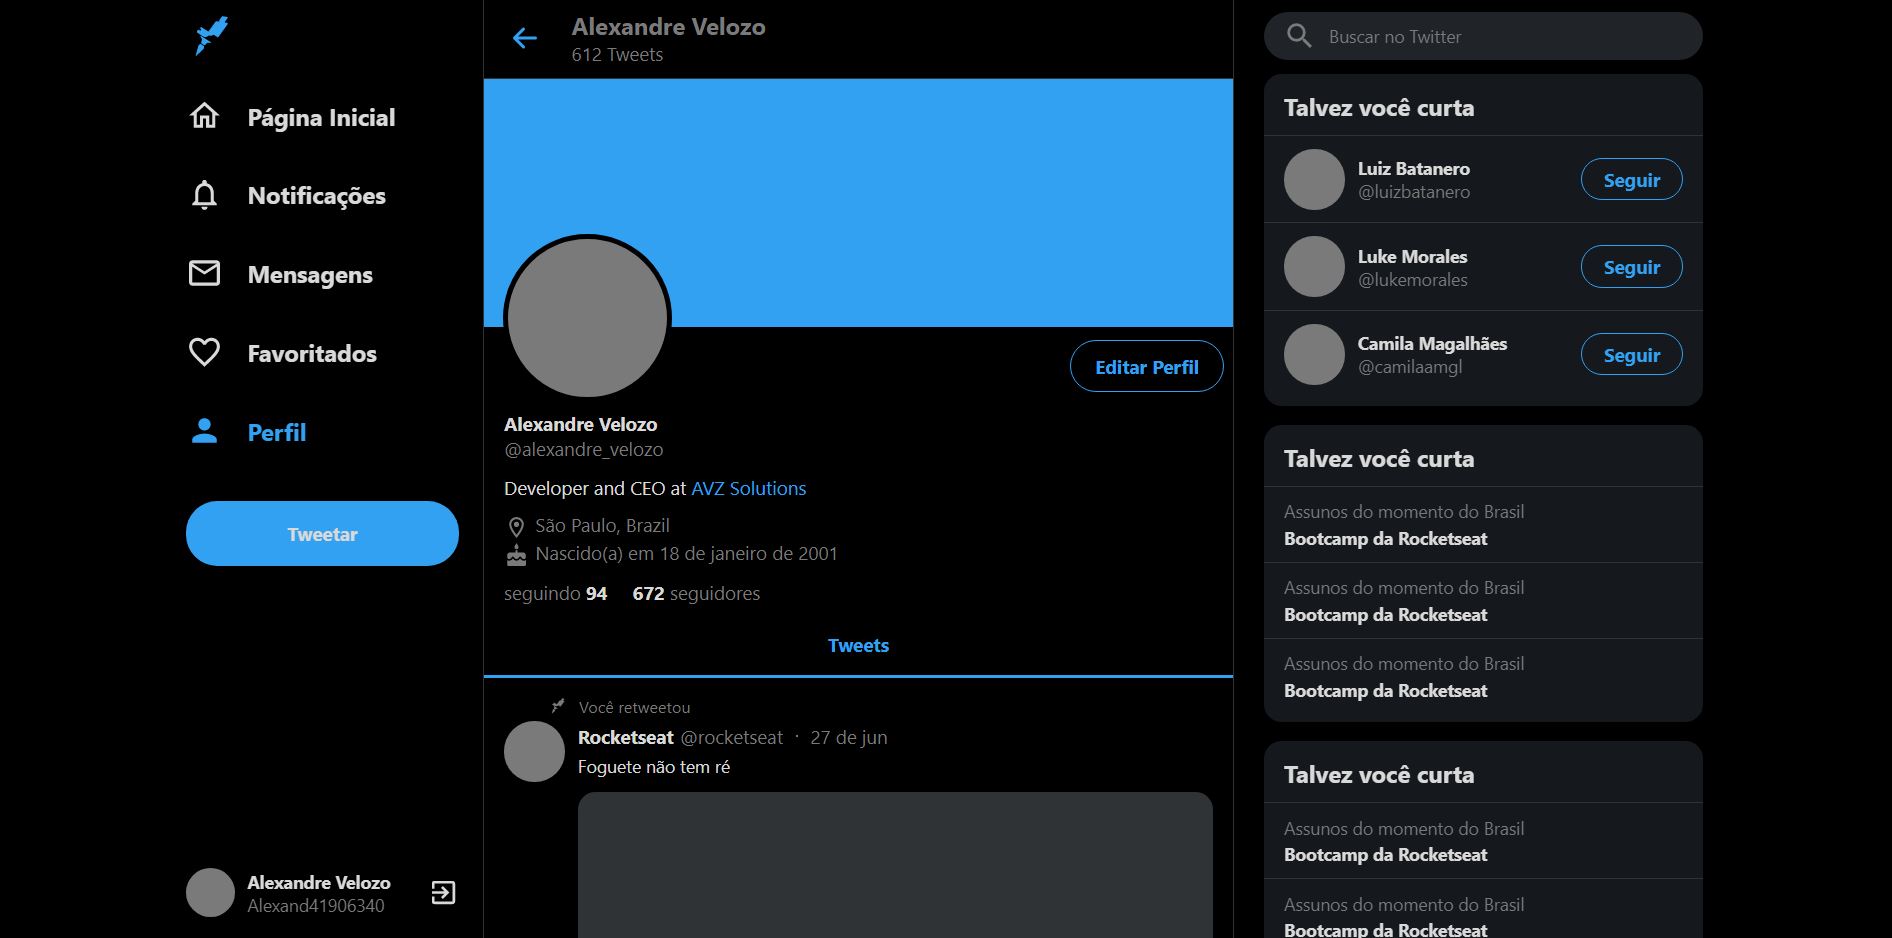 Página Inicial
Notificações
Mensagens
Favoritados
Perfil
Tweetar
Alexandre Velozo
Alexand41906340
Alexandre Velozo
612 Tweets
Editar Perfil
Alexandre Velozo
@alexandre_velozo
Developer and CEO at AVZ Solutions
São Paulo, Brazil
Nascido(a) em 18 de janeiro de 2001
seguindo 94 672 seguidores
Tweets
Você retweetou
Rocketseat @rocketseat · 27 de jun
Foguete não tem ré
Buscar no Twitter
Talvez você curta
Luiz Batanero
@luizbatanero
Seguir
Luke Morales
@lukemorales
Seguir
Camila Magalhães
@camilaamgl
Seguir
Talvez você curta
Assunos do momento do Brasil
Bootcamp da Rocketseat
Assunos do momento do Brasil
Bootcamp da Rocketseat
Assunos do momento do Brasil
Bootcamp da Rocketseat
Talvez você curta
Assunos do momento do Brasil
Bootcamp da Rocketseat
Assunos do momento do Brasil
Bootcamp da Rocketseat